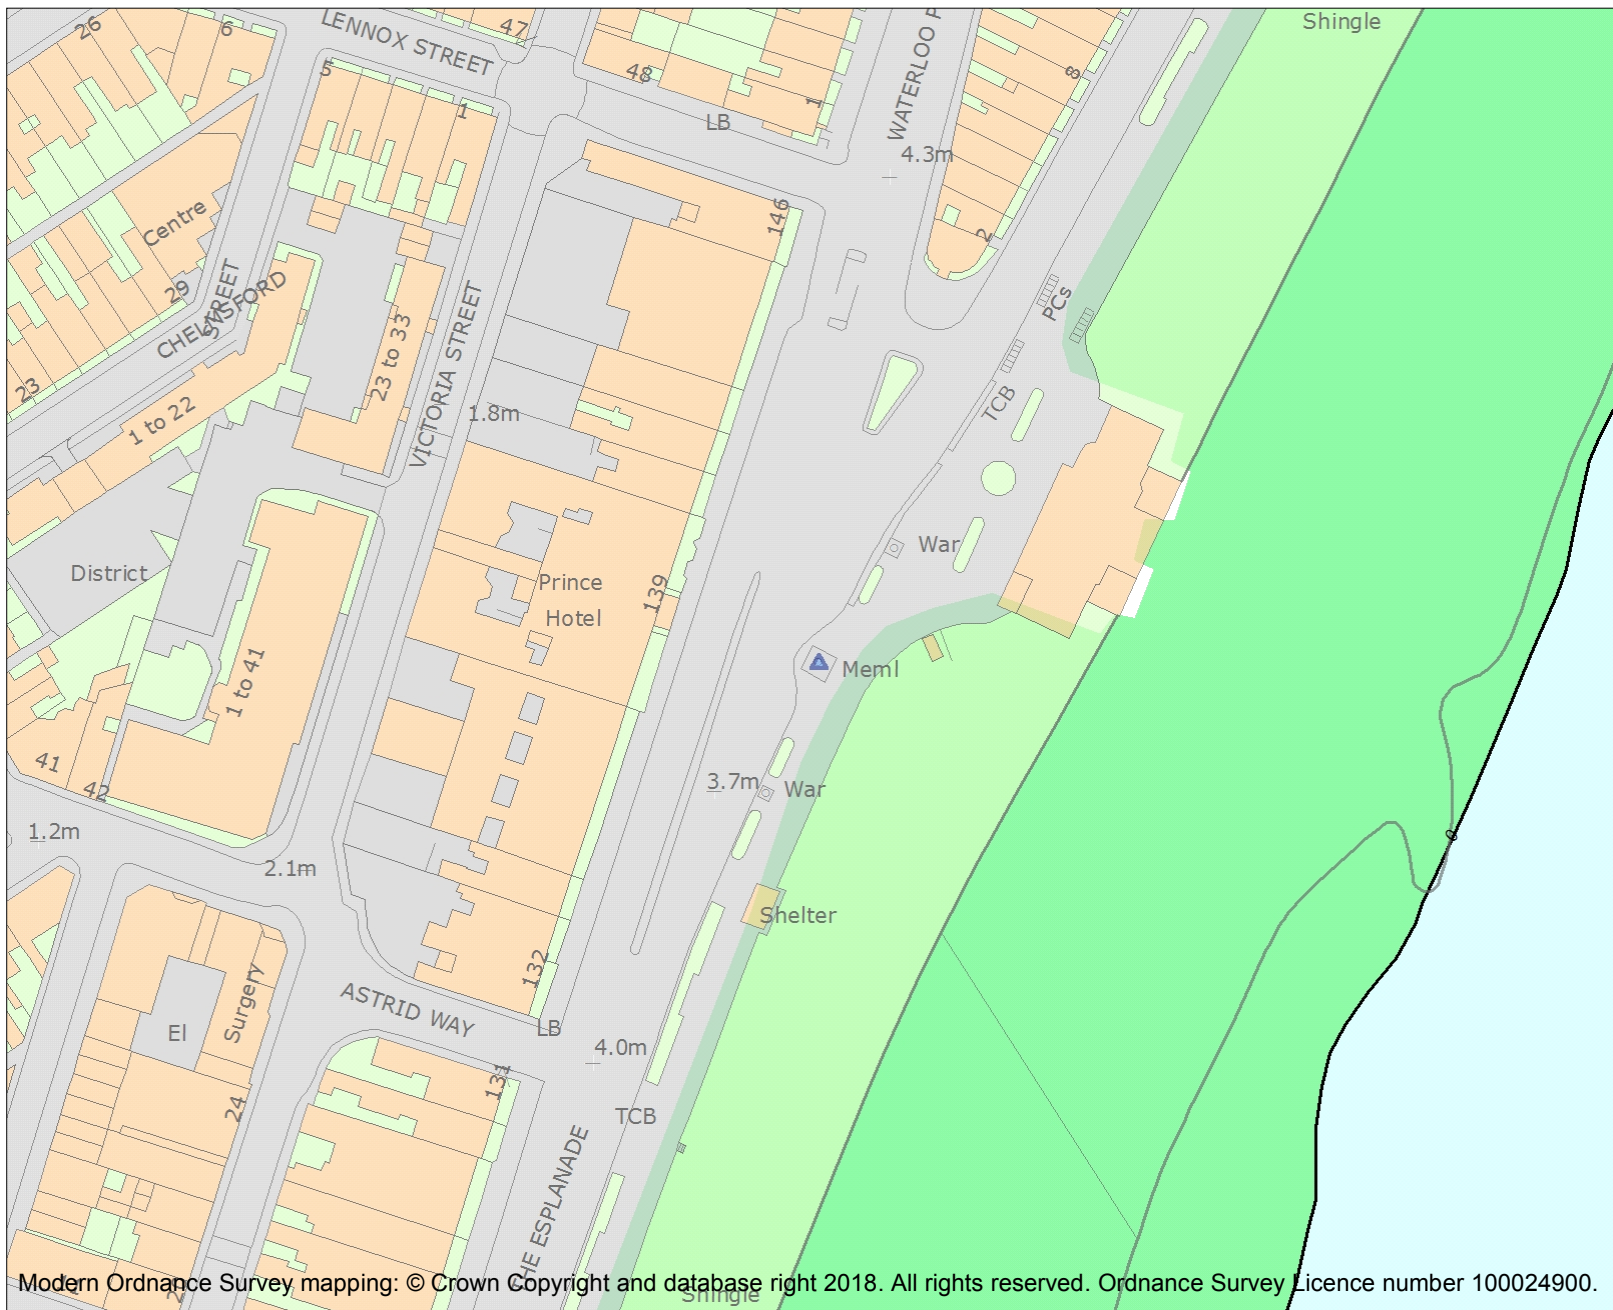 LENNOX STREET
Shingle
26
6
47
5
48
8
1
1
LB
WATERLOO P
4.3m
146
Centre
2
29
CHELMSFORD
STREET
PCs
23 to 33
VICTORIA STREET
23
1 to 22
1.8m
TCB
War
District
Prince
Hotel
139
1 to 41
Meml
41
42
3.7m
War
1.2m
2.1m
0
Shelter
132
Surgery
ASTRID WAY
El
LB
4.0m
131
24
TCB
THE ESPLANADE
Shingle
Modern Ordnance Survey mapping: © Crown Copyright and database right 2018. All rights reserved. Ordnance Survey Licence number 100024900.